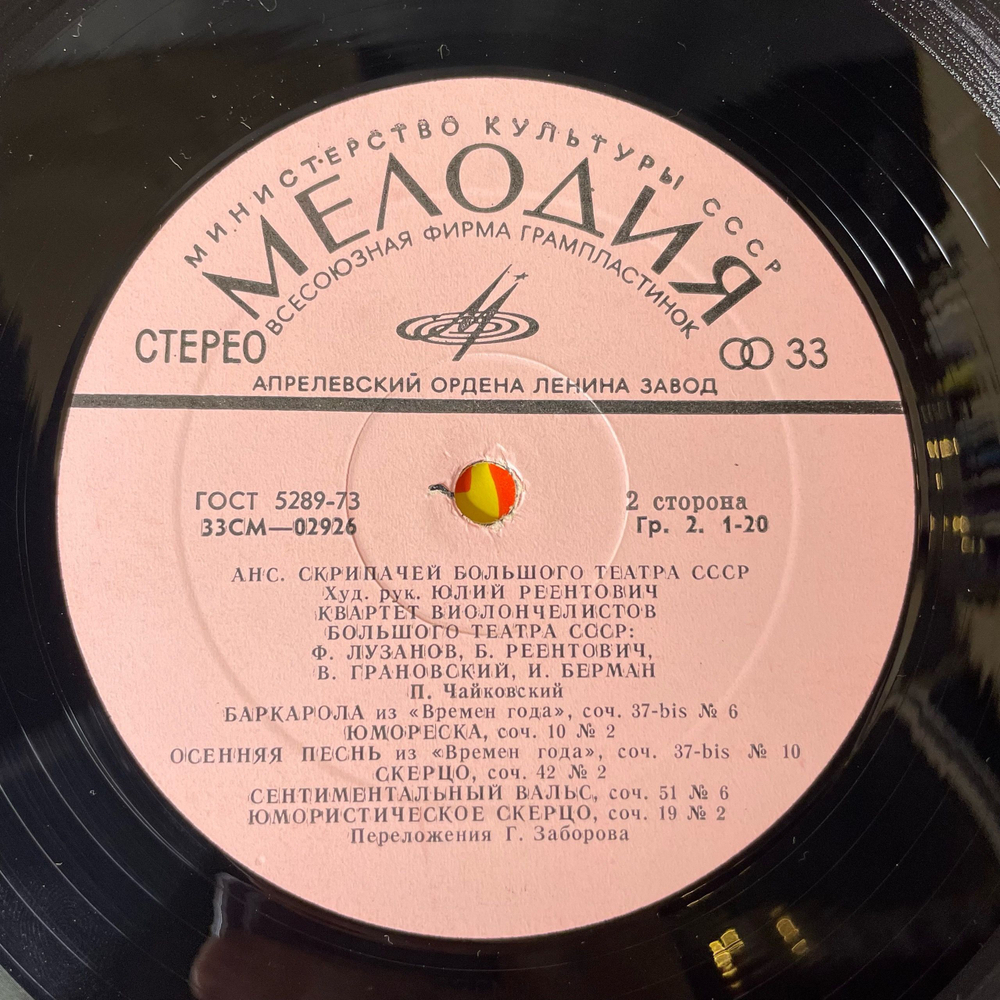 МИНИСТЕРСТВО КУЛЬТУРЫ СССР
МЕЛОДИЯ
ВСЕСОЮЗНАЯ ФИРМА ГРАМПЛАСТИНОК
СТЕРЕО
33
АПРЕЛЕВСКИЙ ОРДЕНА ЛЕНИНА ЗАВОД
ГОСТ 5289-73 2 сторона
33СМ—02926 Гр. 2. 1-20
АНС. СКРИПАЧЕЙ БОЛЬШОГО ТЕАТРА СССР
Худ. рук. ЮЛИЙ РЕЕНТОВИЧ
КВАРТЕТ ВИОЛОНЧЕЛИСТОВ
БОЛЬШОГО ТЕАТРА СССР:
Ф. ЛУЗАНОВ, Б. РЕЕНТОВИЧ,
В. ГРАНОВСКИЙ, И. БЕРМАН
П. Чайковский
БАРКАРОЛА из «Времен года», соч. 37-bis № 6
ЮМОРЕСКА, соч. 10 № 2
ОСЕННЯЯ ПЕСНЬ из «Времен года», соч. 37-bis № 10
СКЕРЦО, соч. 42 № 2
СЕНТИМЕНТАЛЬНЫЙ ВАЛЬС, соч. 51 № 6
ЮМОРИСТИЧЕСКОЕ СКЕРЦО, соч. 19 № 2
Переложения Г. Заборова